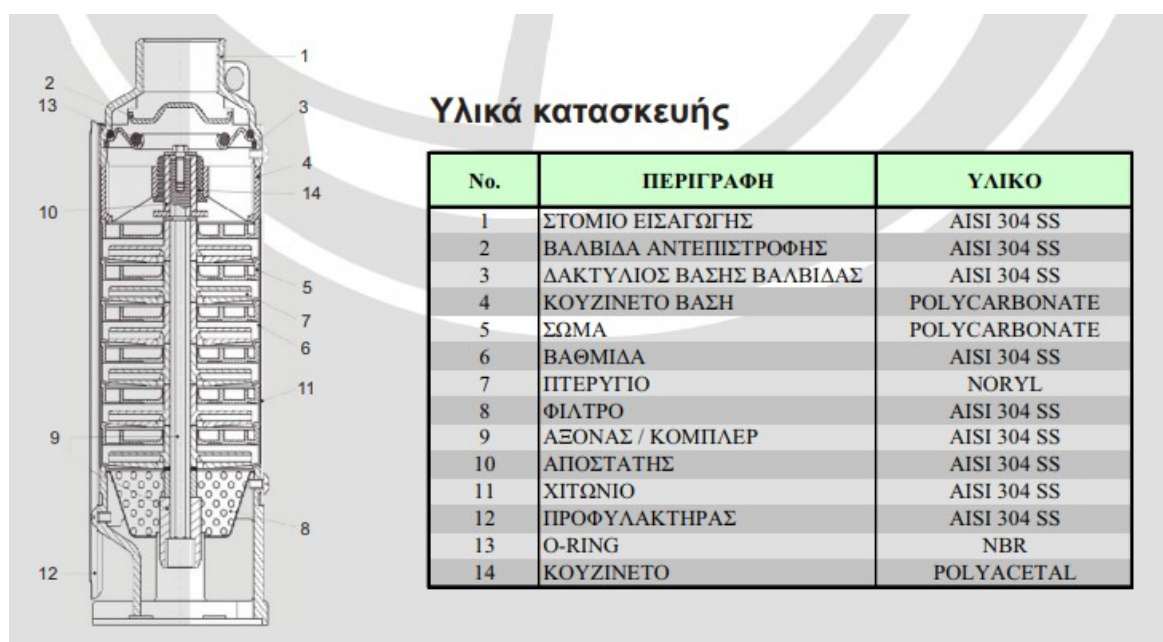 1
2
13
3
4
14
10
5
7
6
11
9
8
12
Υλικά κατασκευής
No. ΠΕΡΙΓΡΑΦΗ ΥΛΙΚΟ
1 ΣΤΟΜΙΟ ΕΙΣΑΓΩΓΗΣ AISI 304 SS
2 ΒΑΛΒΙΔΑ ΑΝΤΕΠΙΣΤΡΟΦΗΣ AISI 304 SS
3 ΔΑΚΤΥΛΙΟΣ ΒΑΣΗΣ ΒΑΛΒΙΔΑΣ AISI 304 SS
4 ΚΟΥΖΙΝΕΤΟ ΒΑΣΗ POLYCARBONATE
5 ΣΩΜΑ POLYCARBONATE
6 ΒΑΘΜΙΔΑ AISI 304 SS
7 ΠΤΕΡΥΓΙΟ NORYL
8 ΦΙΛΤΡΟ AISI 304 SS
9 ΑΞΟΝΑΣ / ΚΟΜΠΛΕΡ AISI 304 SS
10 ΑΠΟΣΤΑΤΗΣ AISI 304 SS
11 ΧΙΤΩΝΙΟ AISI 304 SS
12 ΠΡΟΦΥΛΑΚΤΗΡΑΣ AISI 304 SS
13 O-RING NBR
14 ΚΟΥΖΙΝΕΤΟ POLYACETAL